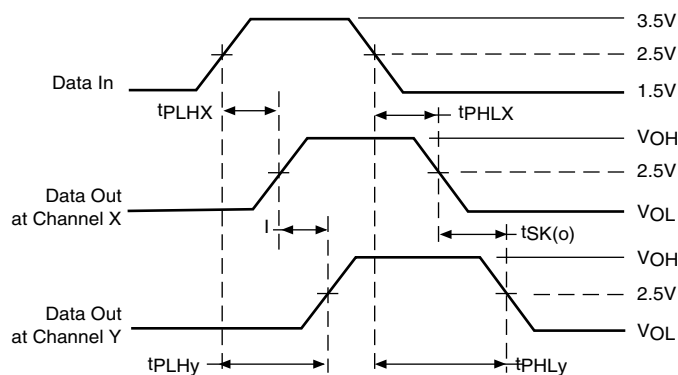 3.5V
2.5V
Data In
1.5V
tPLHX
tPHLX
VOH
2.5V
Data Out
at Channel X
VOL
I
tSK(o)
VOH
2.5V
Data Out
at Channel Y
VOL
tPLHy
tPHLy